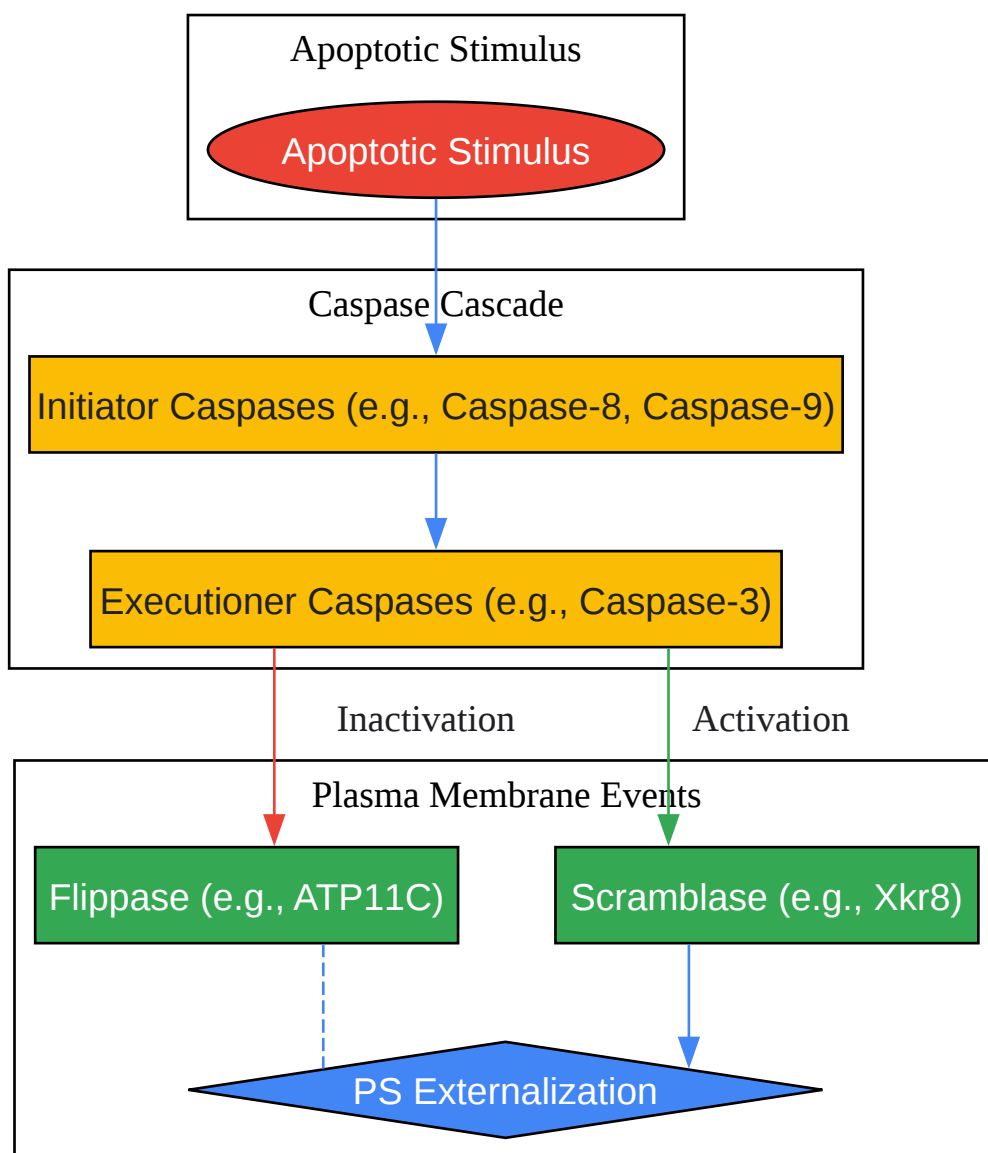 Apoptotic Stimulus
Apoptotic Stimulus
Caspase Cascade
Initiator Caspases (e.g., Caspase-8, Caspase-9)
Executioner Caspases (e.g., Caspase-3)
Inactivation
Activation
Plasma Membrane Events
Flippase (e.g., ATP11C)
Scramblase (e.g., Xkr8)
PS Externalization